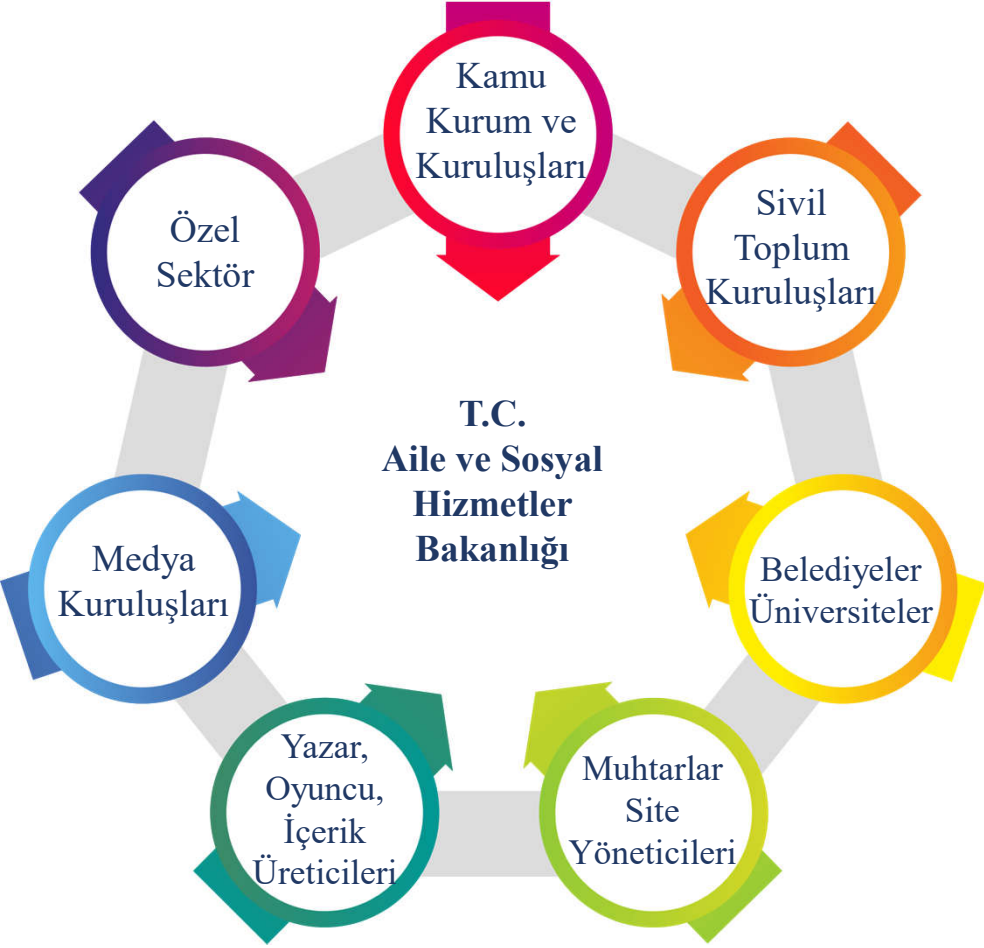 Kamu
Kurum ve
Kuruluşları
Sivil
Toplum
Kuruluşları
Belediyeler
Üniversiteler
Muhtarlar
Site
Yöneticileri
Yazar,
Oyuncu,
İçerik
Üreticileri
Medya
Kuruluşları
Özel
Sektör
T.C.
Aile ve Sosyal
Hizmetler
Bakanlığı